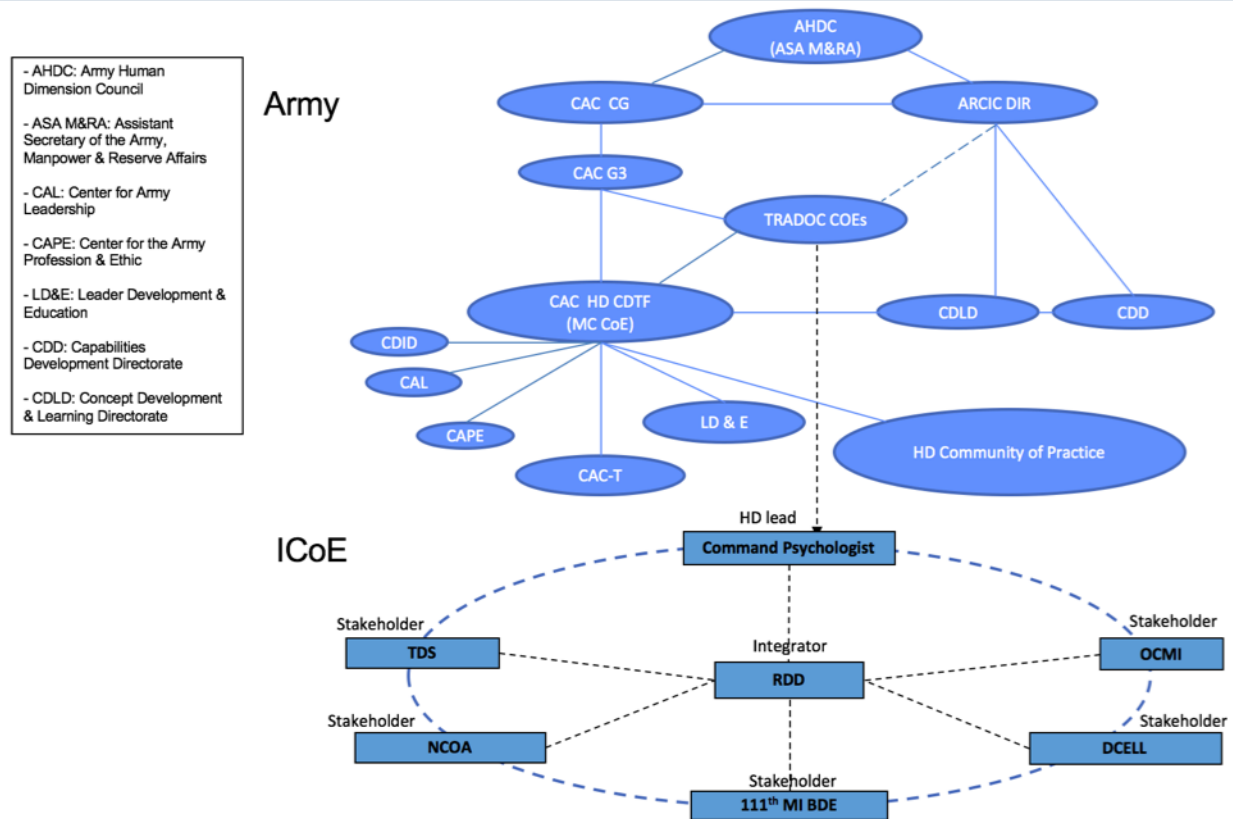 - AHDC: Army Human
Dimension Council
- ASA M&RA: Assistant
Secretary of the Army,
Manpower & Reserve Affairs
- CAL: Center for Army
Leadership
- CAPE: Center for the Army
Profession & Ethic
- LD&E: Leader Development &
Education
- CDD: Capabilities
Development Directorate
- CDLD: Concept Development
& Learning Directorate
Army
AHDC
(ASA M&RA)
CAC CG
ARCIC DIR
CAC G3
TRADOC COEs
CAC HD CDTF
(MC CoE)
CDLD
CDD
CDID
CAL
CAPE
LD & E
CAC-T
HD Community of Practice
ICoE
HD lead
Command Psychologist
Stakeholder
TDS
Integrator
RDD
Stakeholder
OCMI
Stakeholder
NCOA
Stakeholder
DCELL
Stakeholder
111th MI BDE